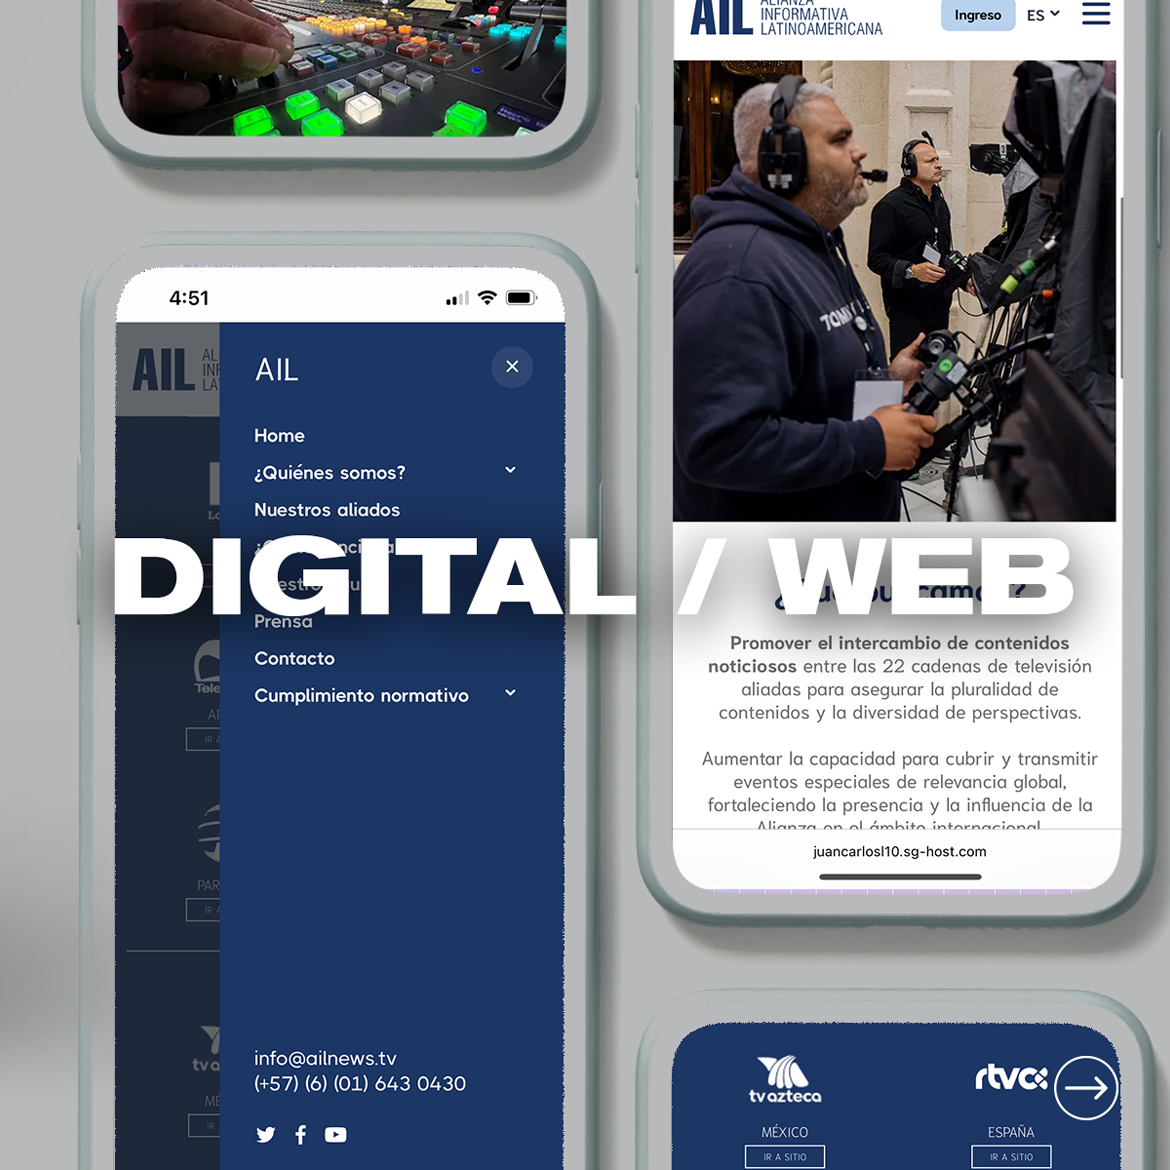 ALIANZA
INFORMATIVA
LATINOAMERICANA
AIL
Ingreso
ES
4:51
AIL
AIL
Home
¿Quiénes somos?
Nuestros aliados
DIGITAL / WEB
Prensa
Contacto
Cumplimiento normativo
info@ailnews.tv
(+57) (6) (01) 643 0430
Promover el intercambio de contenidos
noticiosos entre las 22 cadenas de televisión
aliadas para asegurar la pluralidad de
contenidos y la diversidad de perspectivas.
Aumentar la capacidad para cubrir y transmitir
eventos especiales de relevancia global,
fortaleciendo la presencia y la influencia de la
Alianza en el ámbito internacional
juancarlosl10.sg-host.com
tv azteca
MÉXICO
IR A SITIO
rtvc
ESPAÑA
IR A SITIO